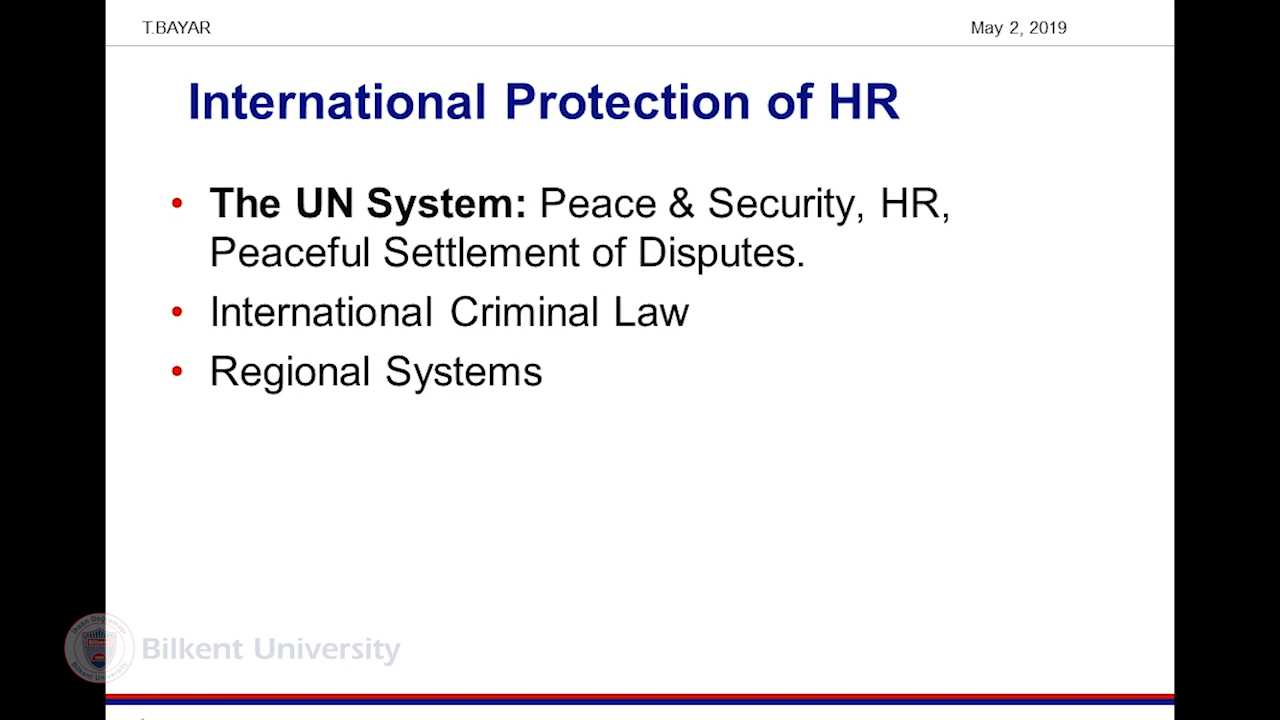 T.BAYAR
May 2, 2019
International Protection of HR
• The UN System: Peace & Security, HR,
Peaceful Settlement of Disputes.
• International Criminal Law
• Regional Systems
Bilkent University